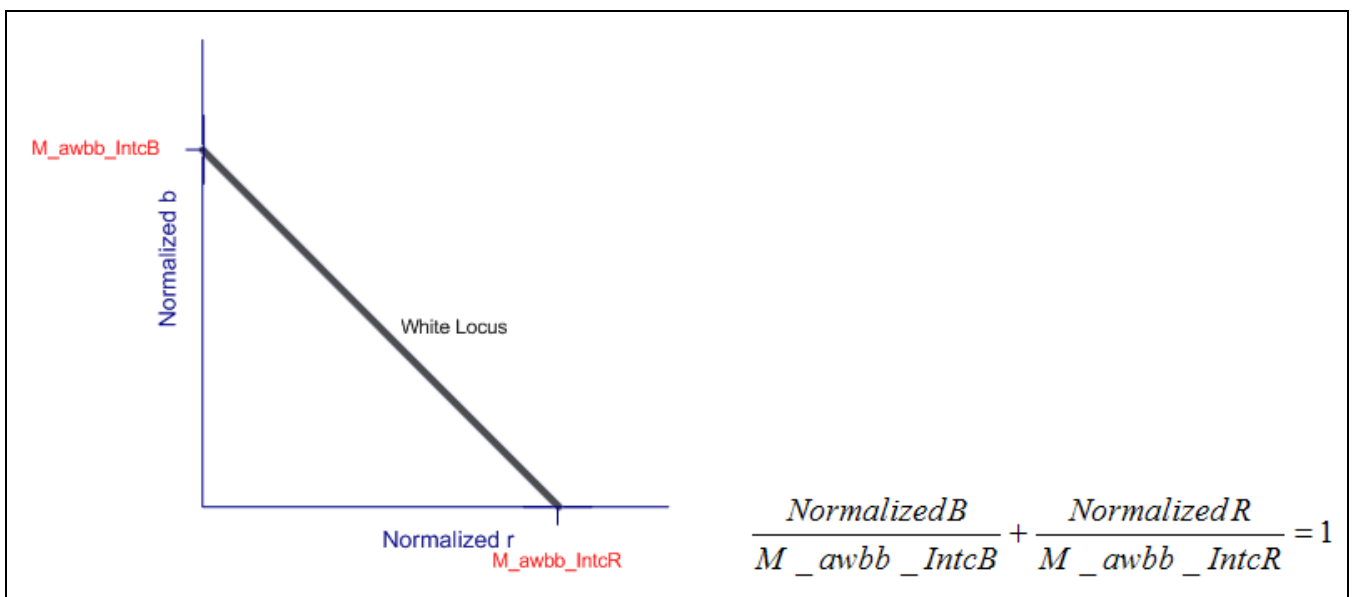 M_awbb_IntcB
Normalized b
White Locus
Normalized r
M_awbb_IntcR
NormalizedB / M_awbb_IntcB + NormalizedR / M_awbb_IntcR = 1